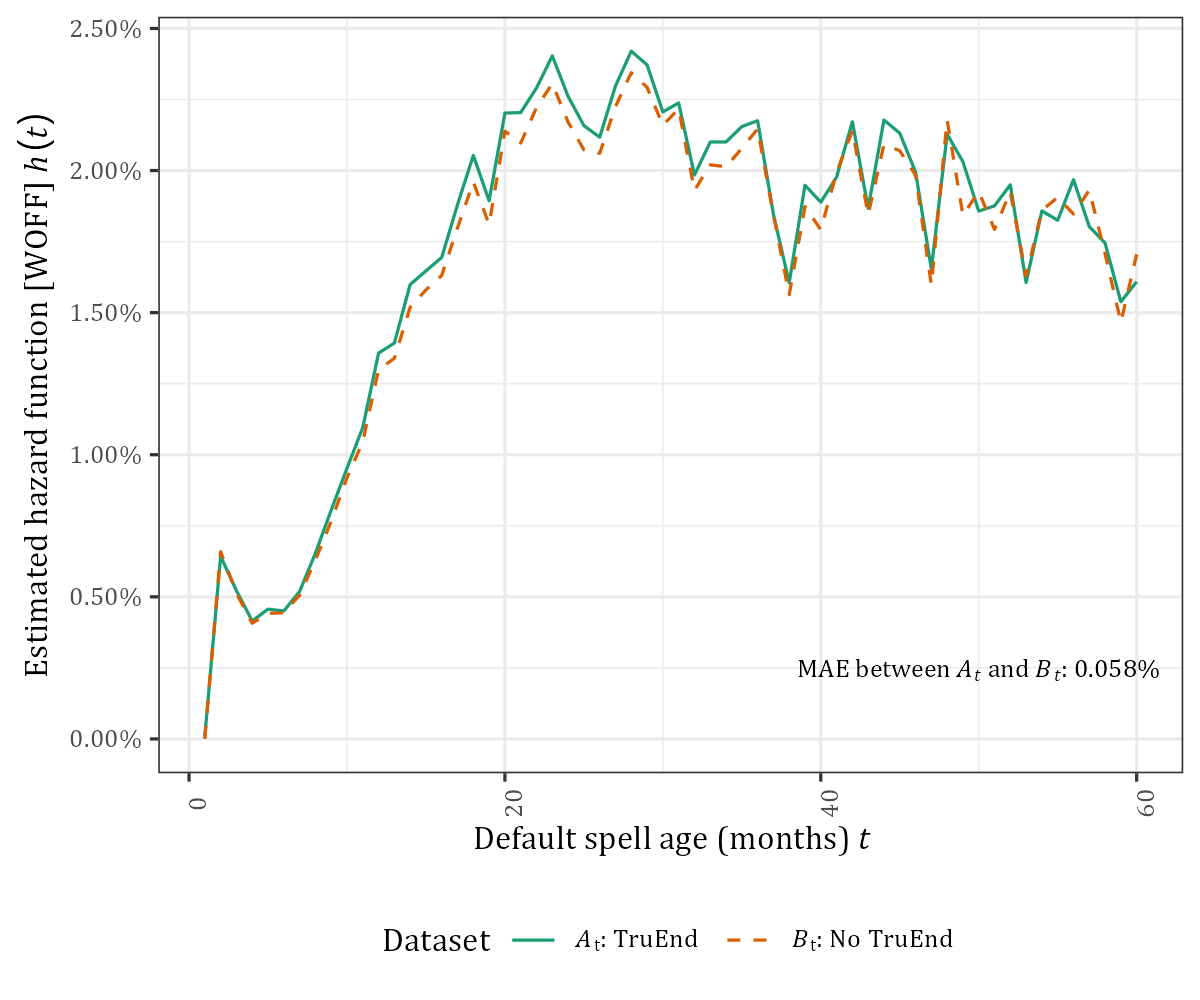 Estimated hazard function [WOFF] h(t)
2.50%
2.00%
1.50%
1.00%
0.50%
0.00%
MAE between A_t and B_t: 0.058%
0
20
40
60
Default spell age (months) t
Dataset A_t: TruEnd B_t: No TruEnd